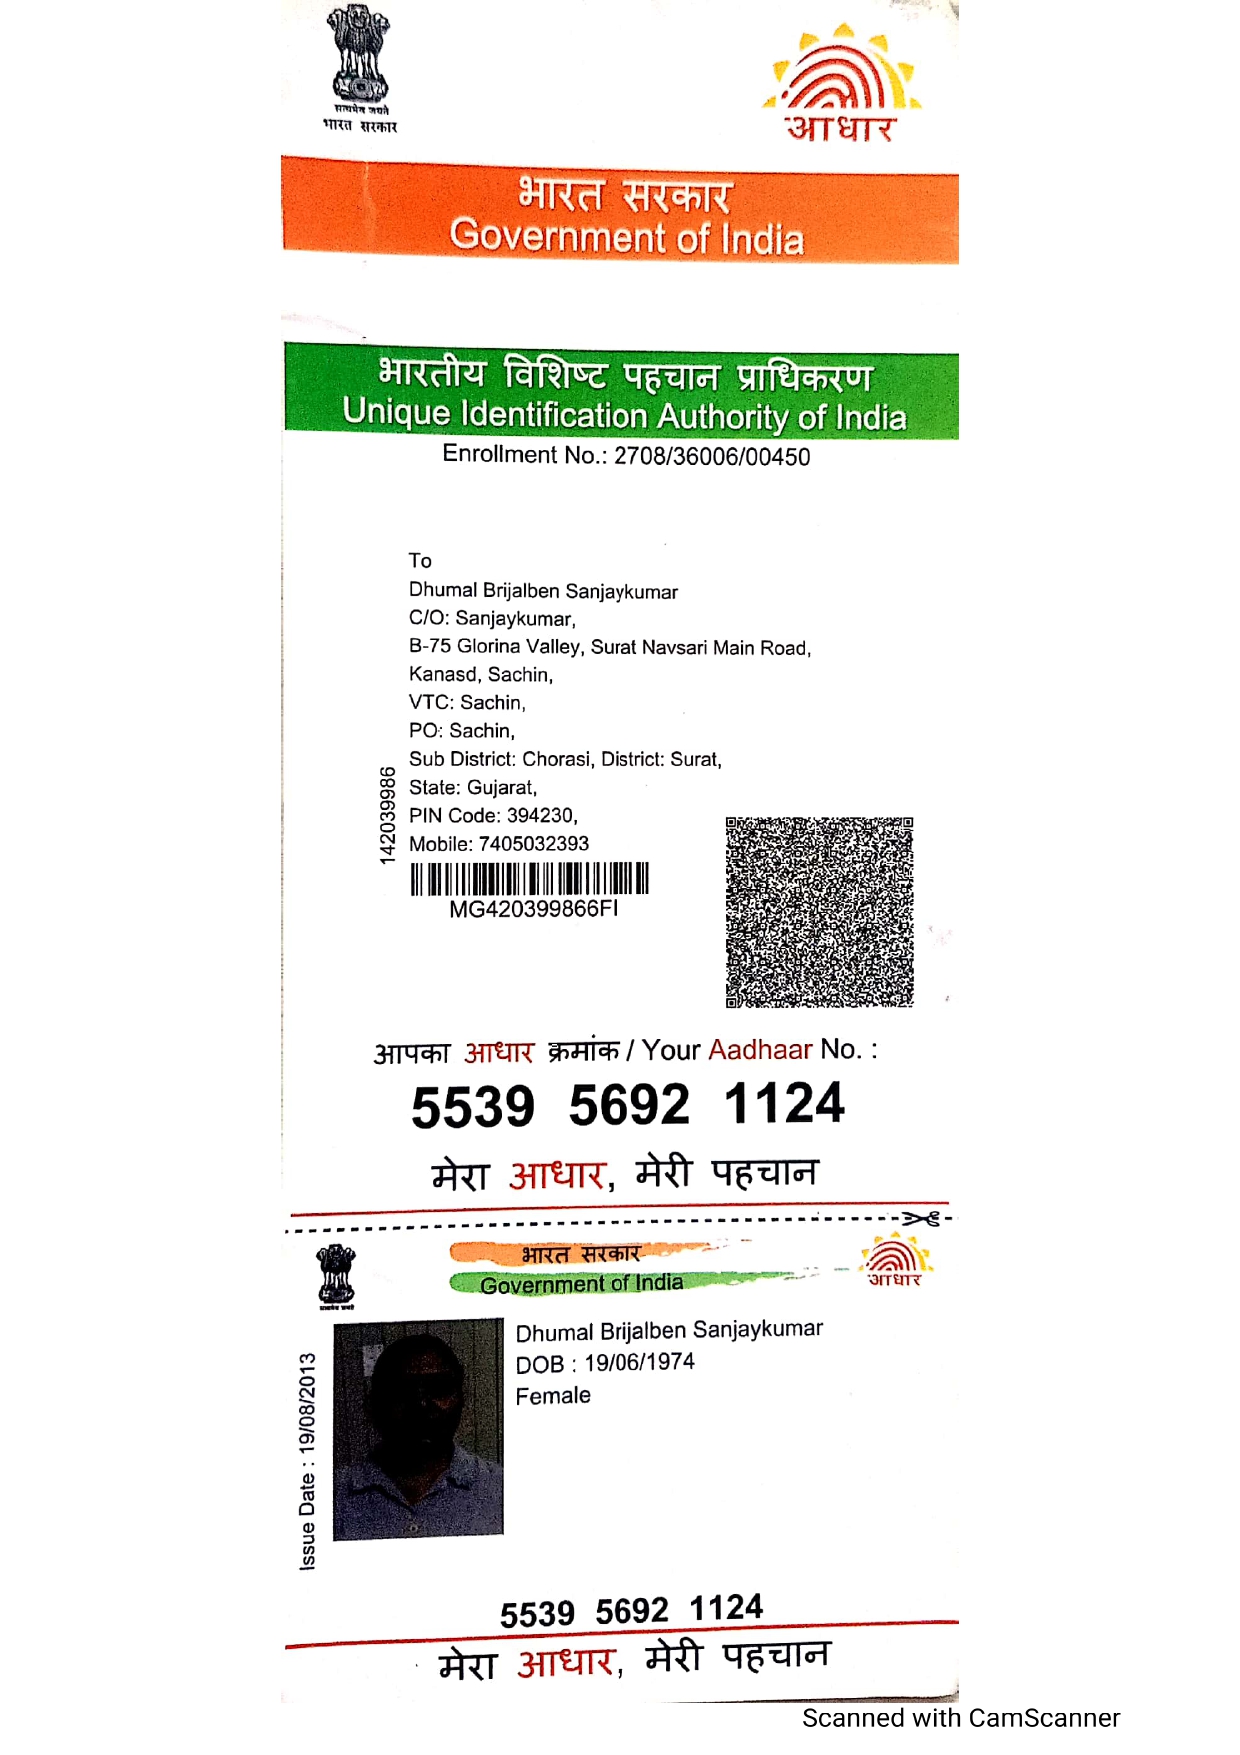 सत्यमेव जयते
भारत सरकार
आधार
भारत सरकार
Government of India
भारतीय विशिष्ट पहचान प्राधिकरण
Unique Identification Authority of India
Enrollment No.: 2708/36006/00450
To
Dhumal Brijalben Sanjaykumar
C/O: Sanjaykumar,
B-75 Glorina Valley, Surat Navsari Main Road,
Kanasd, Sachin,
VTC: Sachin,
PO: Sachin,
Sub District: Chorasi, District: Surat,
State: Gujarat,
PIN Code: 394230,
Mobile: 7405032393
142039986
MG420399866FI
आपका आधार क्रमांक / Your Aadhaar No. :
5539 5692 1124
मेरा आधार, मेरी पहचान
भारत सरकार
Government of India
सत्यमेव जयते
आधार
Dhumal Brijalben Sanjaykumar
DOB : 19/06/1974
Female
Issue Date : 19/08/2013
5539 5692 1124
मेरा आधार, मेरी पहचान
Scanned with CamScanner